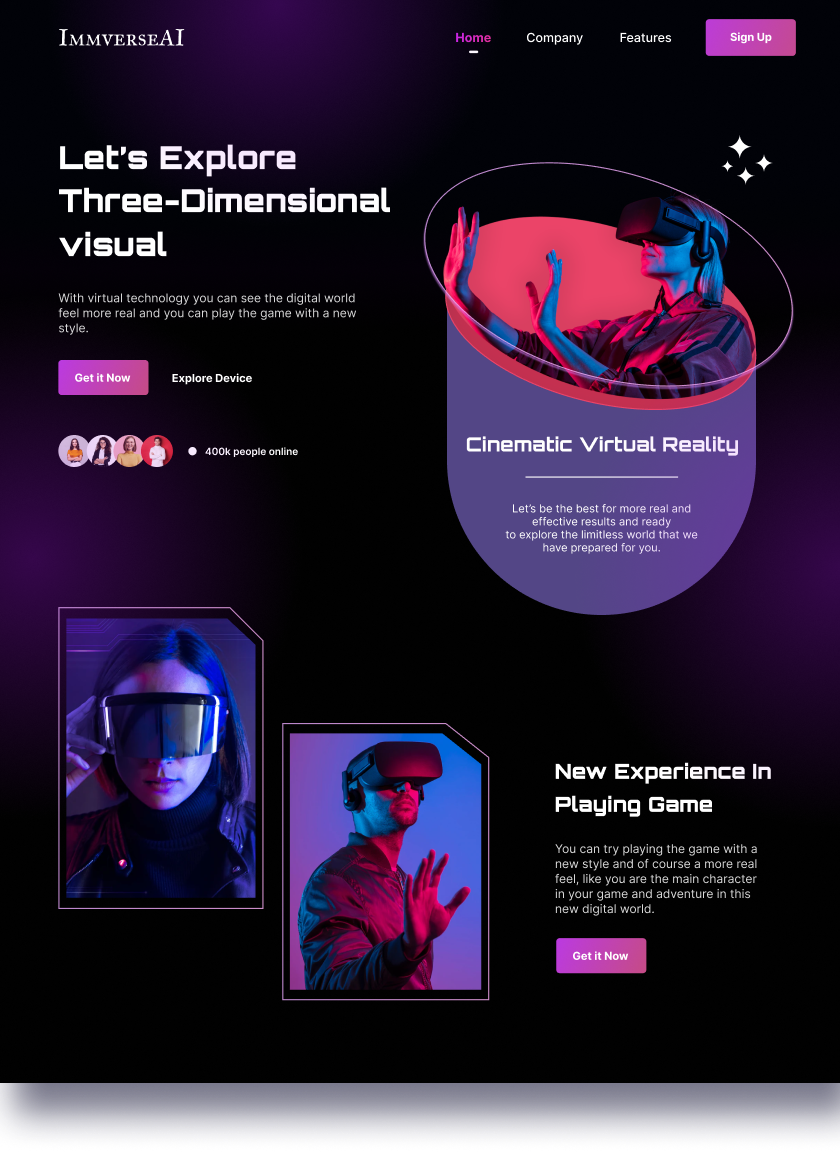 ImmverseAI
Home
Company
Features
Sign Up
Let’s Explore
Three-Dimensional
visual
With virtual technology you can see the digital world
feel more real and you can play the game with a new
style.
Get it Now
Explore Device
400k people online
Cinematic Virtual Reality
Let’s be the best for more real and
effective results and ready
to explore the limitless world that we
have prepared for you.
New Experience In
Playing Game
You can try playing the game with a
new style and of course a more real
feel, like you are the main character
in your game and adventure in this
new digital world.
Get it Now